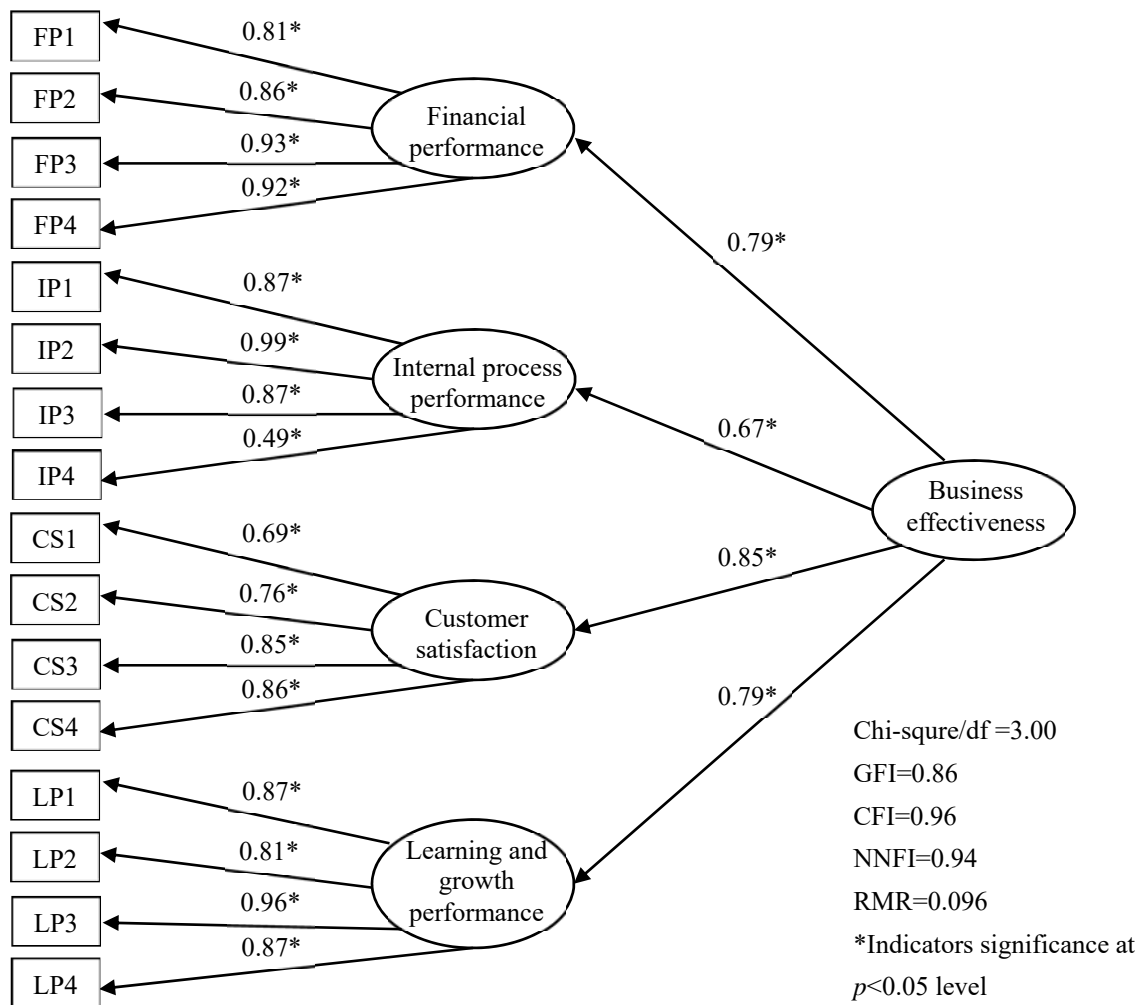 FP1
0.81*
FP2
0.86*
Financial
performance
FP3
0.93*
FP4
0.92*
0.79*
IP1
0.87*
IP2
0.99*
Internal process
performance
IP3
0.87*
IP4
0.49*
0.67*
Business
effectiveness
CS1
0.69*
CS2
0.76*
Customer
satisfaction
CS3
0.85*
CS4
0.86*
0.85*
LP1
0.87*
LP2
0.81*
Learning and
growth
performance
LP3
0.96*
LP4
0.87*
0.79*
Chi-squre/df =3.00
GFI=0.86
CFI=0.96
NNFI=0.94
RMR=0.096
*Indicators significance at
p<0.05 level